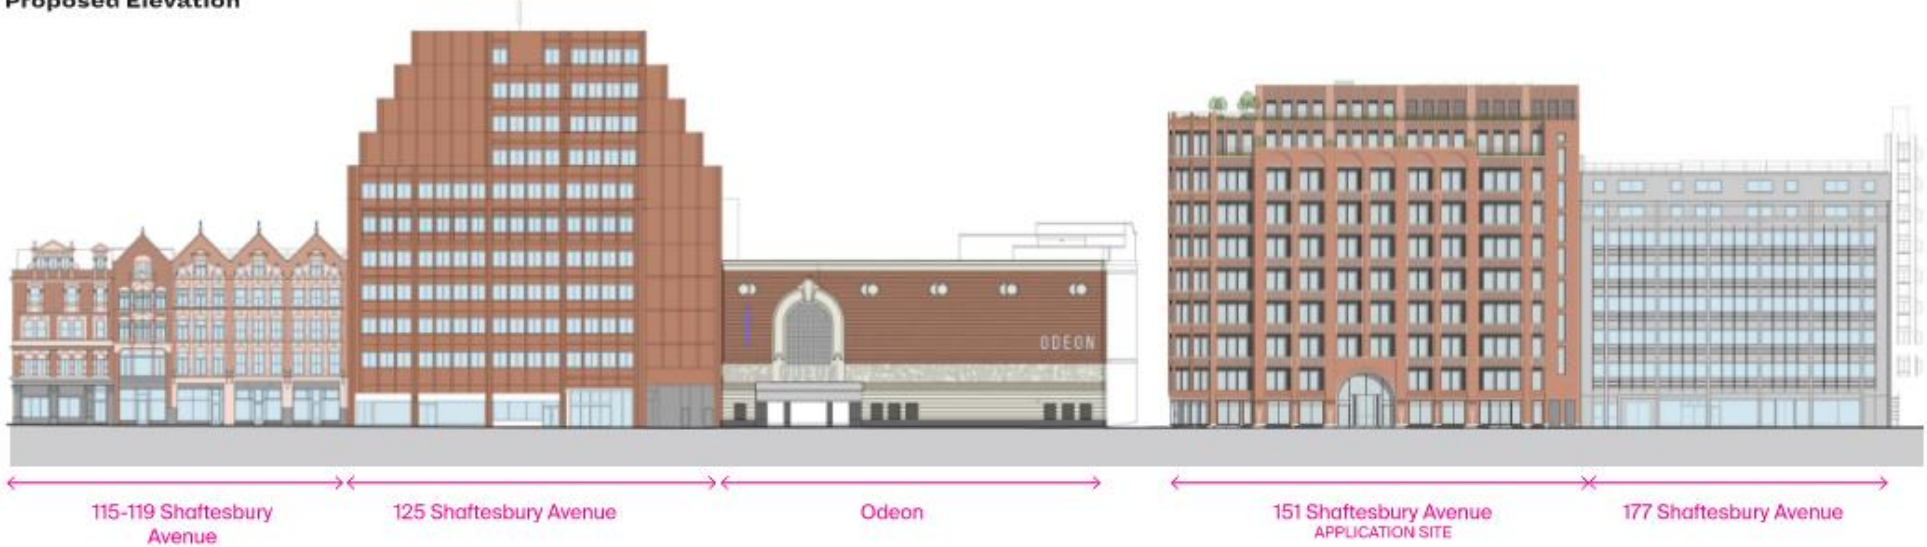 Proposed Elevation
ODEON
115-119 Shaftesbury
Avenue
125 Shaftesbury Avenue
Odeon
151 Shaftesbury Avenue
APPLICATION SITE
177 Shaftesbury Avenue